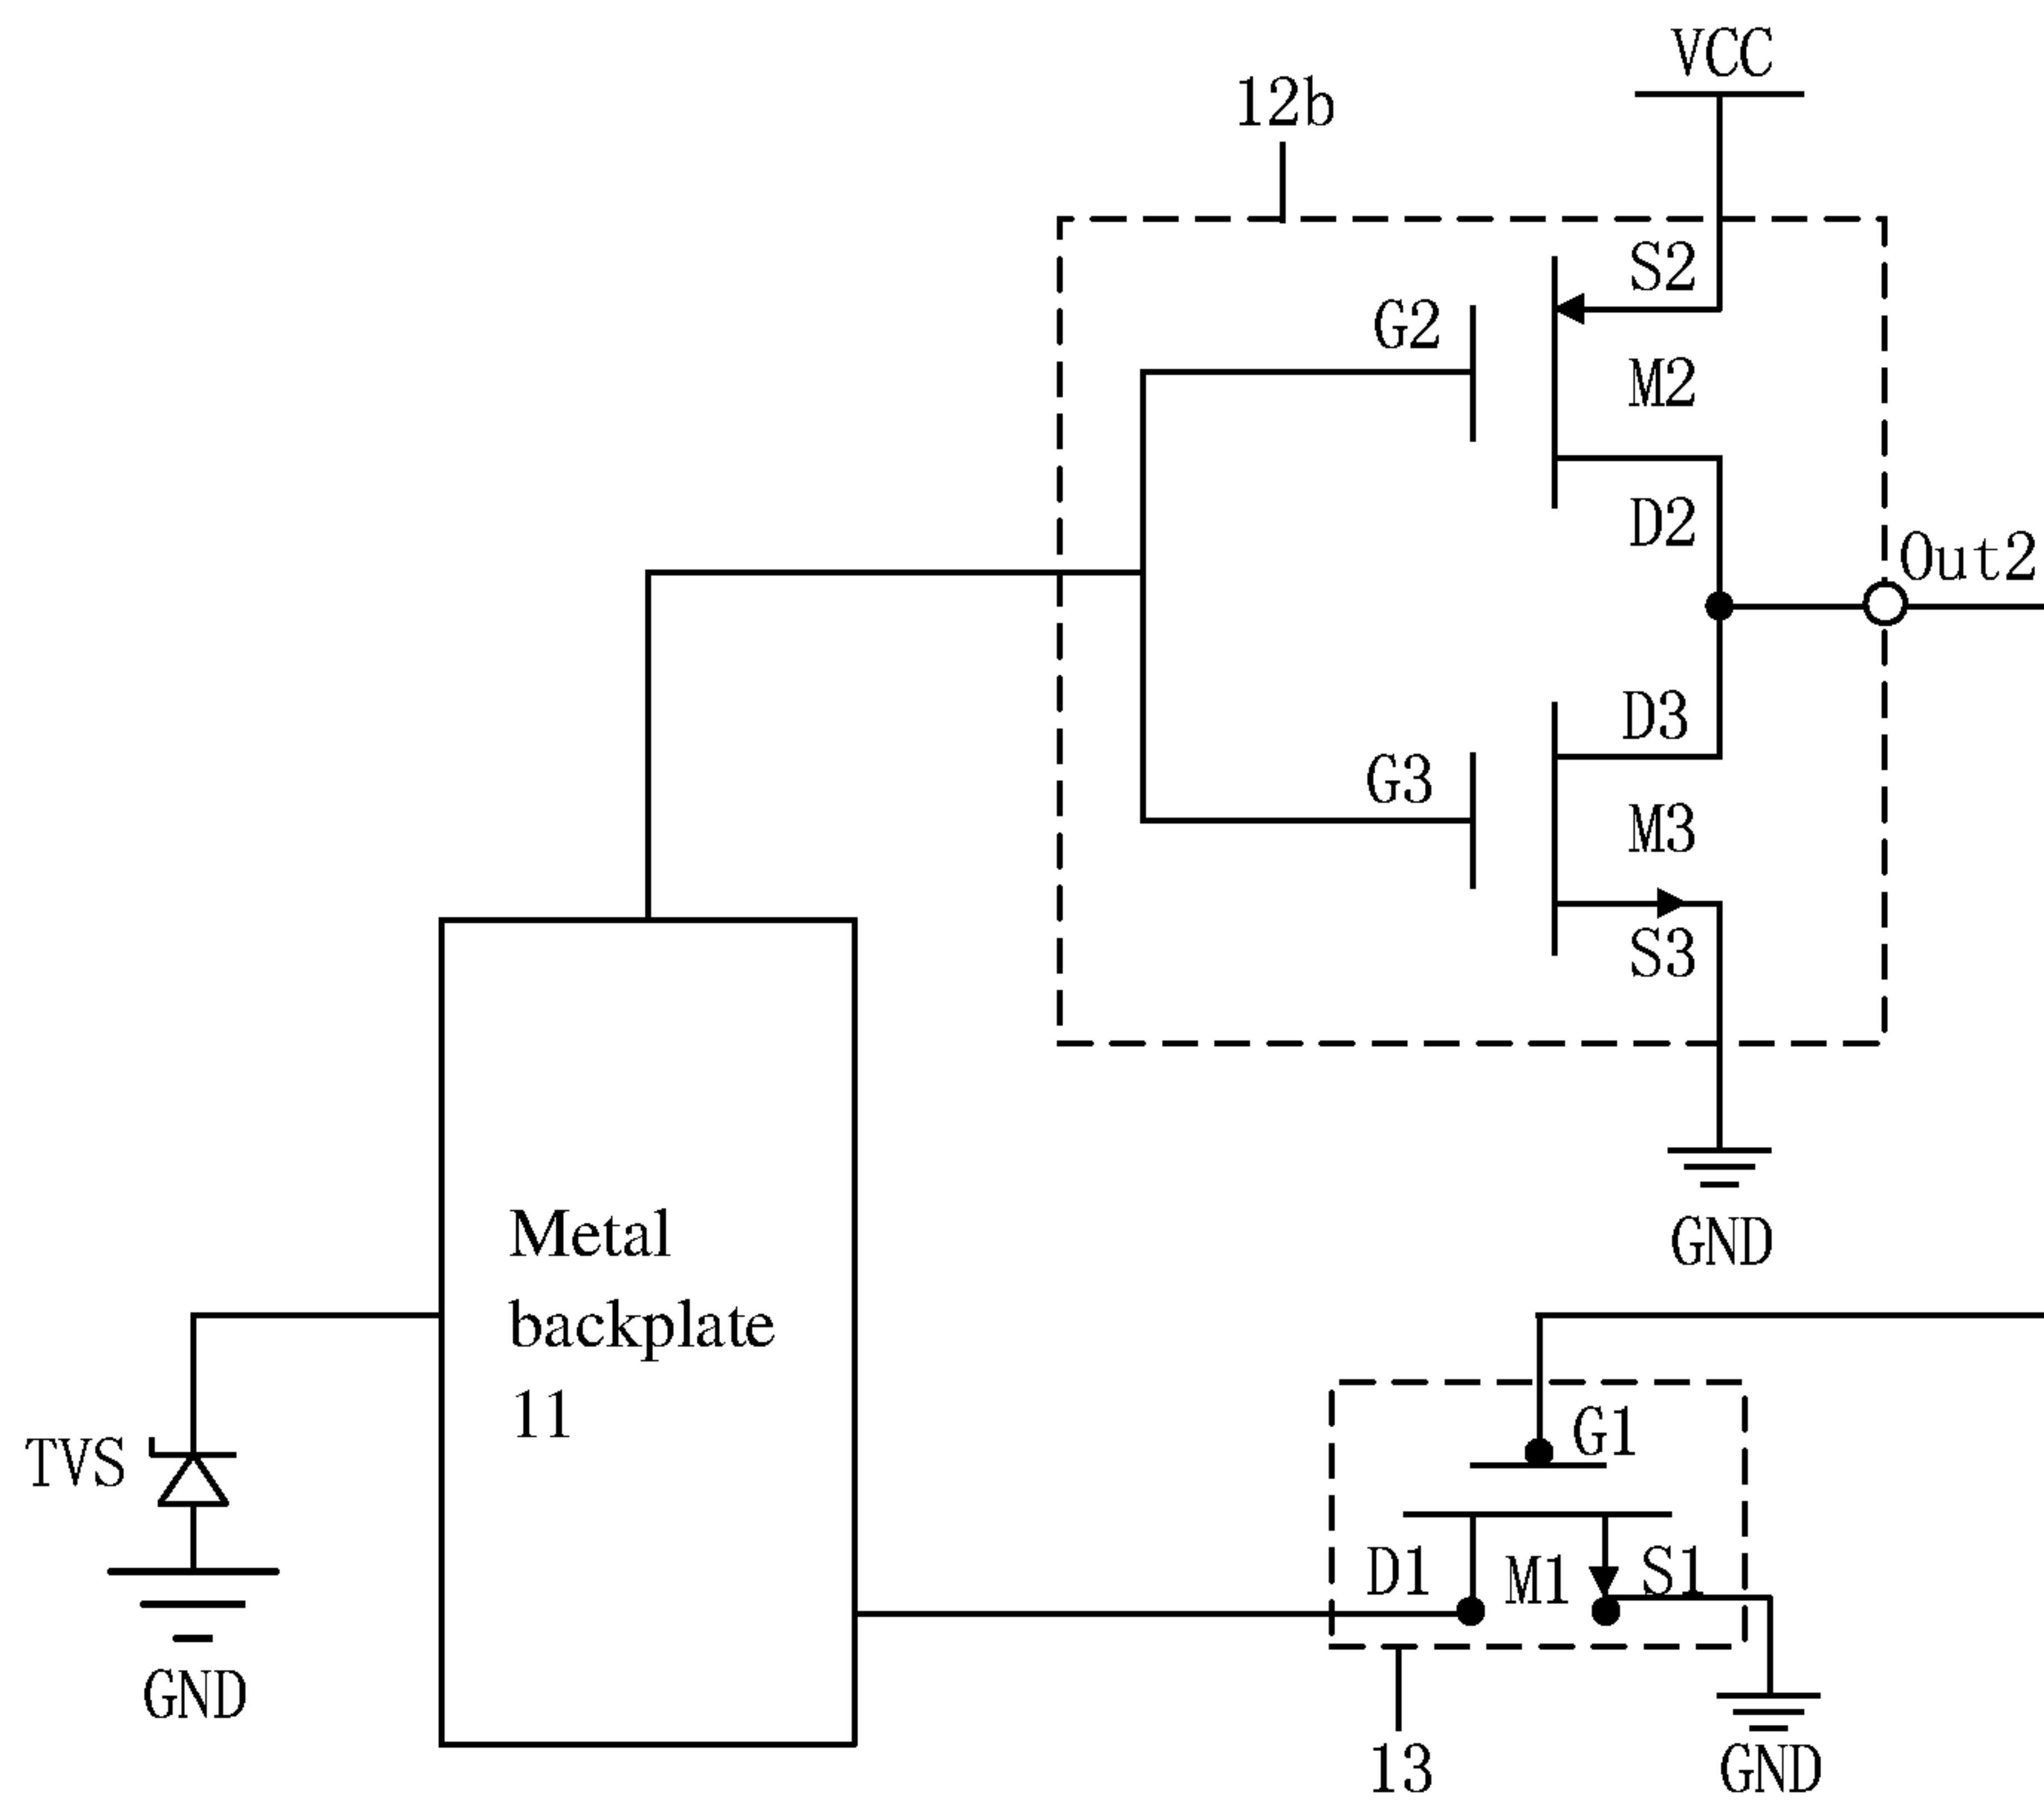 VCC
12b
S2
G2
M2
D2
Out2
D3
G3
M3
S3
GND
Metal
backplate
11
G1
TVS
D1
M1
S1
GND
13
GND